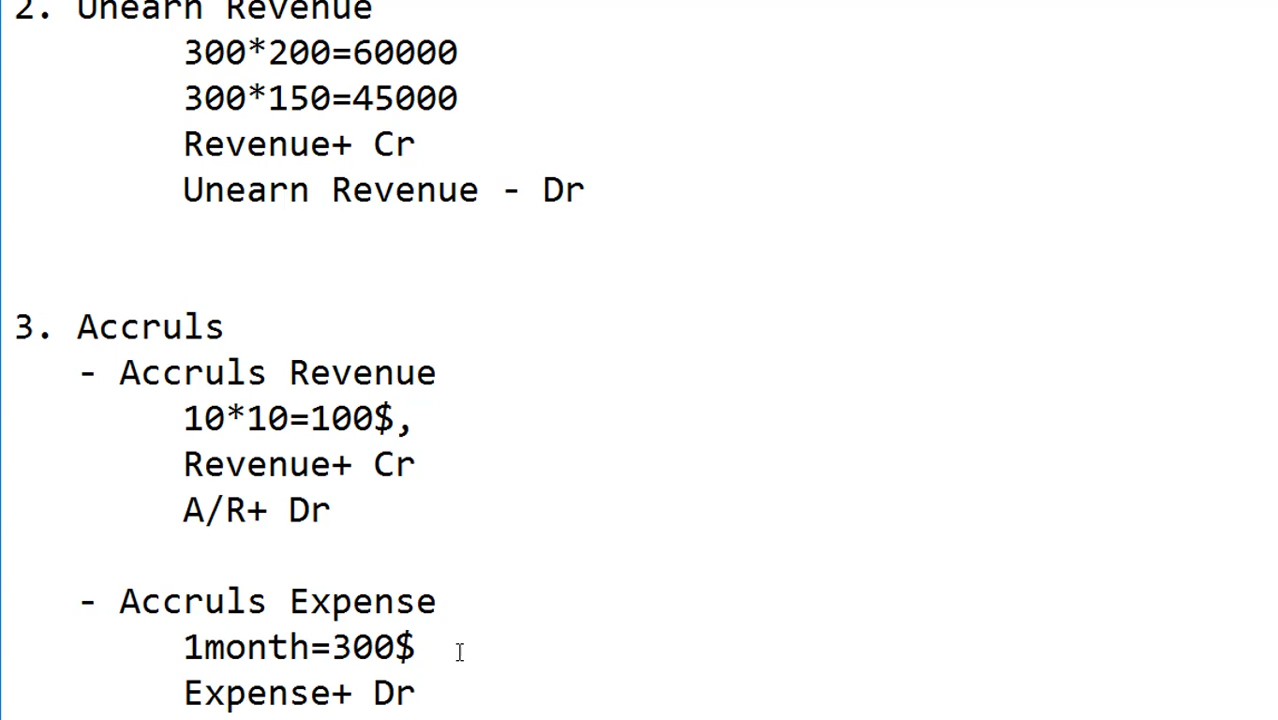 2. Unearn Revenue
300*200=60000
300*150=45000
Revenue+ Cr
Unearn Revenue - Dr
3. Accruls
- Accruls Revenue
10*10=100$,
Revenue+ Cr
A/R+ Dr
- Accruls Expense
1month=300$
Expense+ Dr